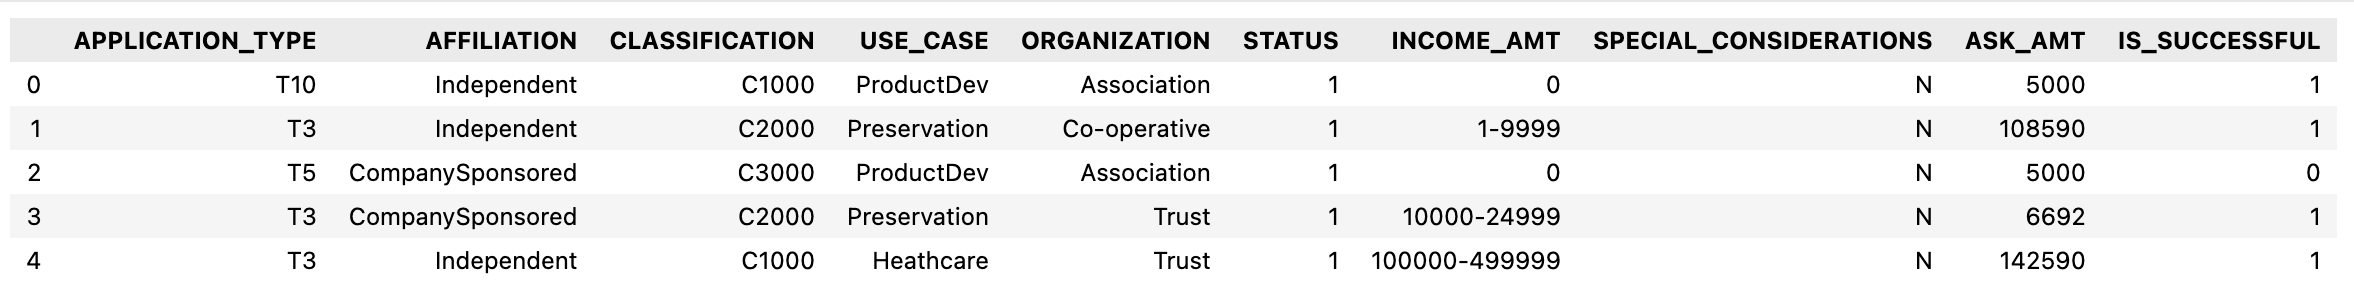 APPLICATION_TYPE AFFILIATION CLASSIFICATION USE_CASE ORGANIZATION STATUS INCOME_AMT SPECIAL_CONSIDERATIONS ASK_AMT IS_SUCCESSFUL
0 T10 Independent C1000 ProductDev Association 1 0 N 5000 1
1 T3 Independent C2000 Preservation Co-operative 1 1-9999 N 108590 1
2 T5 CompanySponsored C3000 ProductDev Association 1 0 N 5000 0
3 T3 CompanySponsored C2000 Preservation Trust 1 10000-24999 N 6692 1
4 T3 Independent C1000 Heathcare Trust 1 100000-499999 N 142590 1